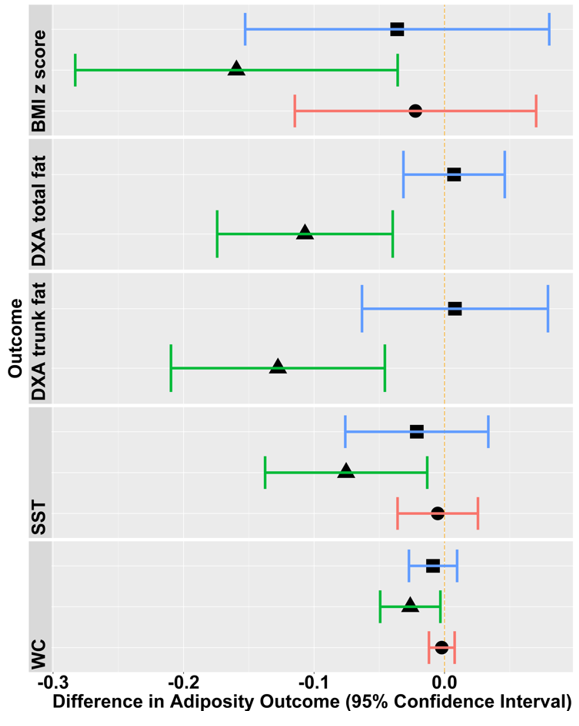 Outcome
BMI z score
DXA total fat
DXA trunk fat
SST
WC
-0.3 -0.2 -0.1 0.0
Difference in Adiposity Outcome (95% Confidence Interval)